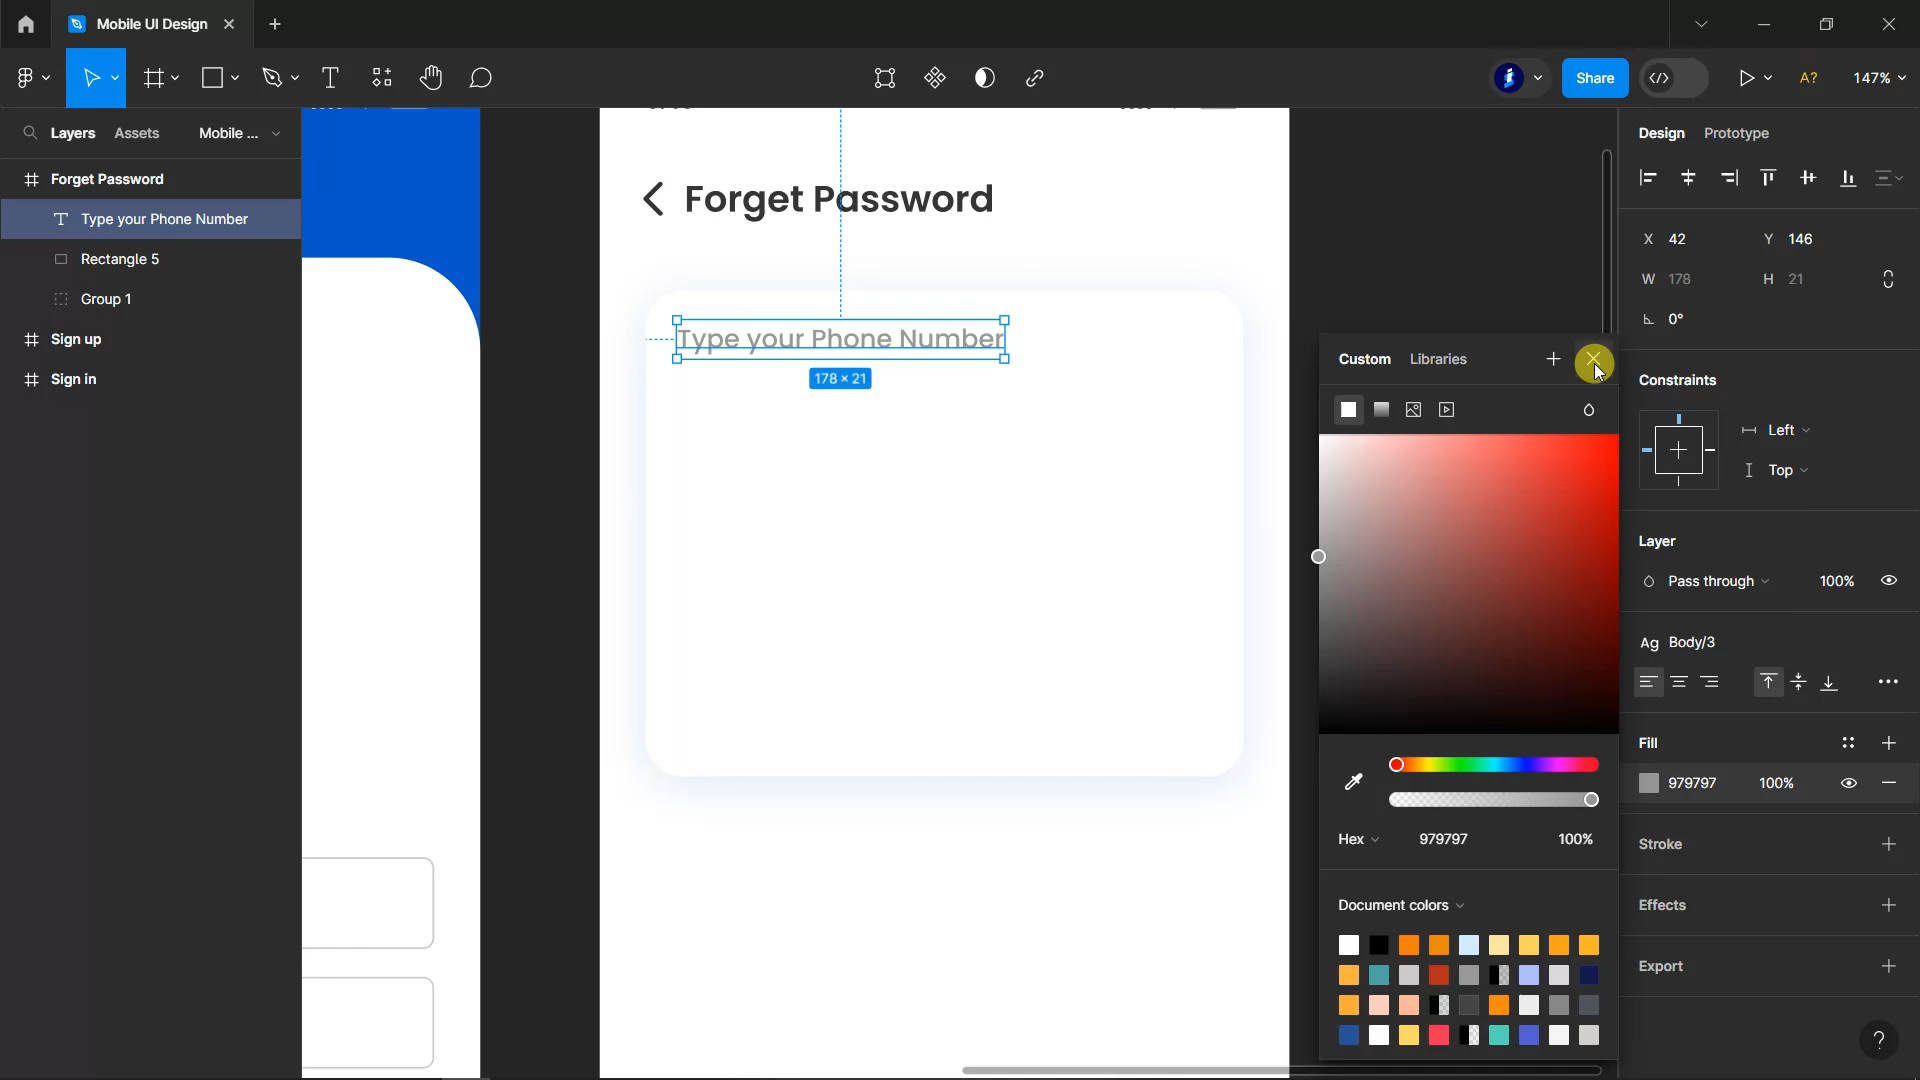 Mobile UI Design
Share
A?
147%
Layers Assets Mobile ...
Forget Password
Type your Phone Number
Rectangle 5
Group 1
Sign up
Sign in
Forget Password
Type your Phone Number
178 × 21
Custom Libraries
Hex 979797 100%
Document colors
Design Prototype
X 42 Y 146
W 178 H 21
0°
Constraints
Left
Top
Layer
Pass through 100%
Ag Body/3
Fill
979797 100%
Stroke
Effects
Export
?